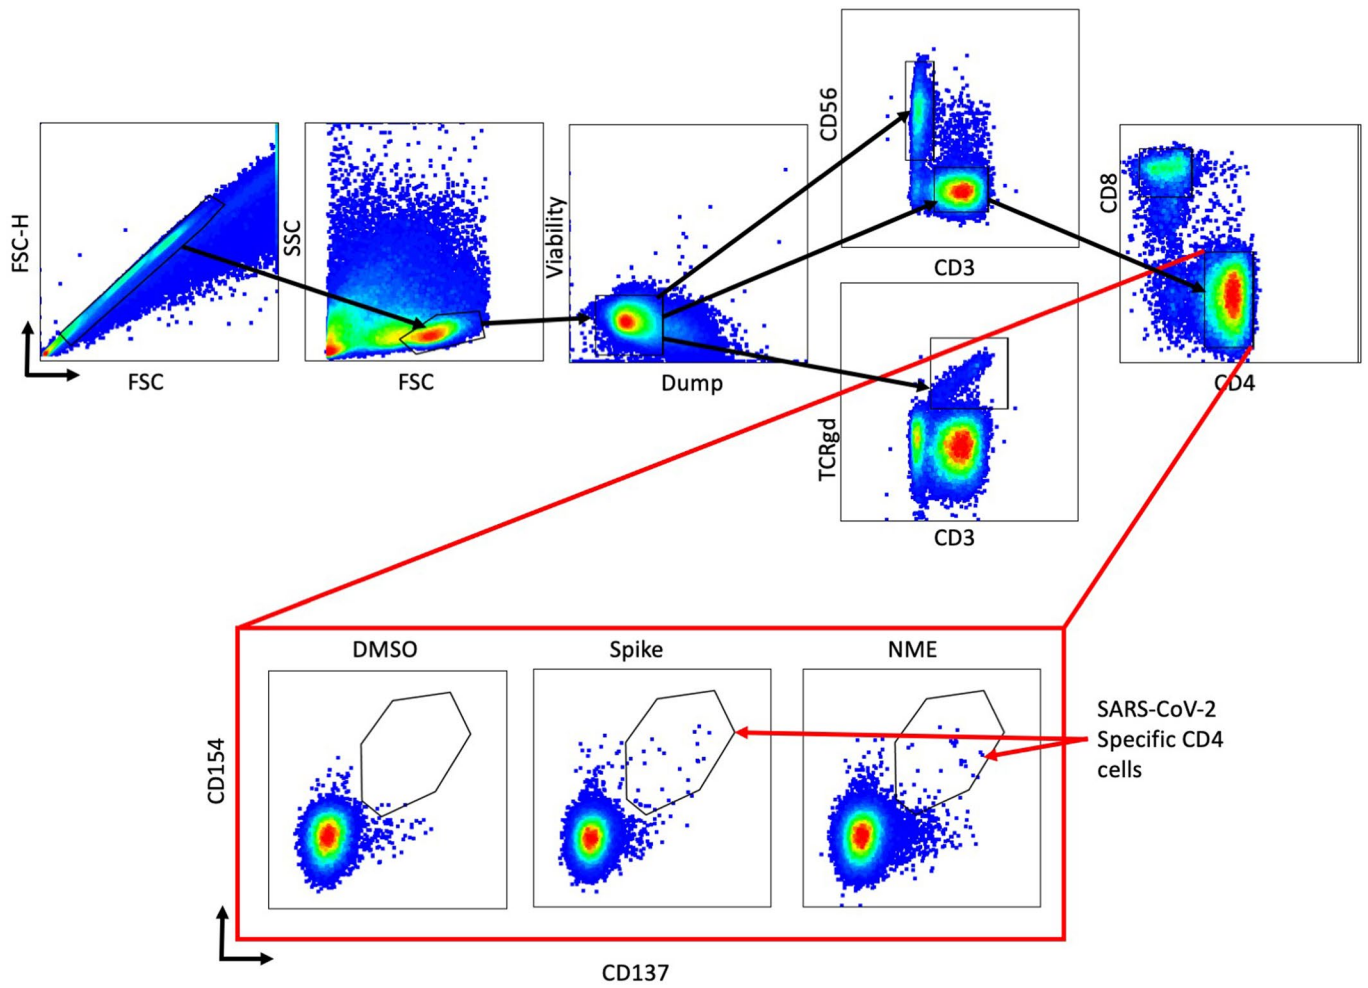 FSC-H
FSC
SSC
FSC
Viability
Dump
CD56
CD3
TCRgd
CD3
CD8
CD4
DMSO
Spike
NME
CD154
CD137
SARS-CoV-2
Specific CD4
cells